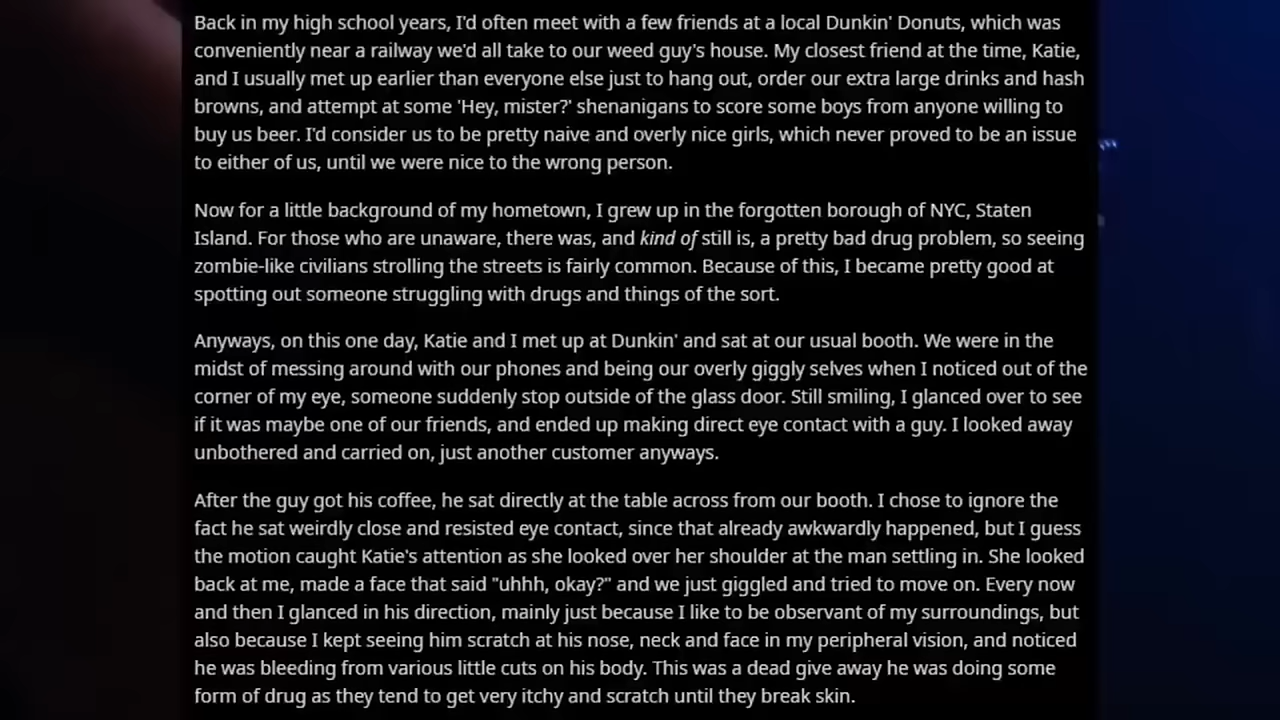 Back in my high school years, I'd often meet with a few friends at a local Dunkin' Donuts, which was
conveniently near a railway we'd all take to our weed guy's house. My closest friend at the time, Katie,
and I usually met up earlier than everyone else just to hang out, order our extra large drinks and hash
browns, and attempt at some 'Hey, mister?' shenanigans to score some boys from anyone willing to
buy us beer. I'd consider us to be pretty naive and overly nice girls, which never proved to be an issue
to either of us, until we were nice to the wrong person.
Now for a little background of my hometown, I grew up in the forgotten borough of NYC, Staten
Island. For those who are unaware, there was, and kind of still is, a pretty bad drug problem, so seeing
zombie-like civilians strolling the streets is fairly common. Because of this, I became pretty good at
spotting out someone struggling with drugs and things of the sort.
Anyways, on this one day, Katie and I met up at Dunkin' and sat at our usual booth. We were in the
midst of messing around with our phones and being our overly giggly selves when I noticed out of the
corner of my eye, someone suddenly stop outside of the glass door. Still smiling, I glanced over to see
if it was maybe one of our friends, and ended up making direct eye contact with a guy. I looked away
unbothered and carried on, just another customer anyways.
After the guy got his coffee, he sat directly at the table across from our booth. I chose to ignore the
fact he sat weirdly close and resisted eye contact, since that already awkwardly happened, but I guess
the motion caught Katie's attention as she looked over her shoulder at the man settling in. She looked
back at me, made a face that said "uhhh, okay?" and we just giggled and tried to move on. Every now
and then I glanced in his direction, mainly just because I like to be observant of my surroundings, but
also because I kept seeing him scratch at his nose, neck and face in my peripheral vision, and noticed
he was bleeding from various little cuts on his body. This was a dead give away he was doing some
form of drug as they tend to get very itchy and scratch until they break skin.